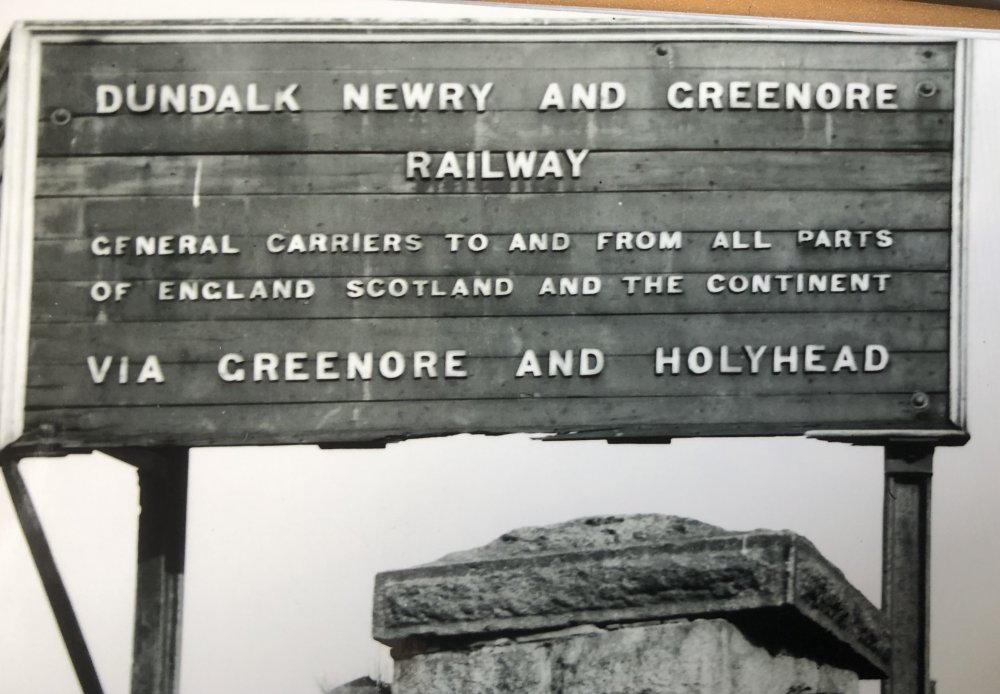 DUNDALK NEWRY AND GREENORE
RAILWAY
GENERAL CARRIERS TO AND FROM ALL PARTS
OF ENGLAND SCOTLAND AND THE CONTINENT
VIA GREENORE AND HOLYHEAD